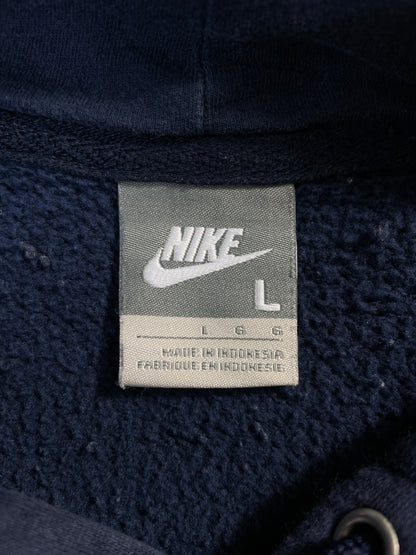 NIKE
L
L G G
MADE IN INDONESIA
FABRIQUE EN INDONESIE